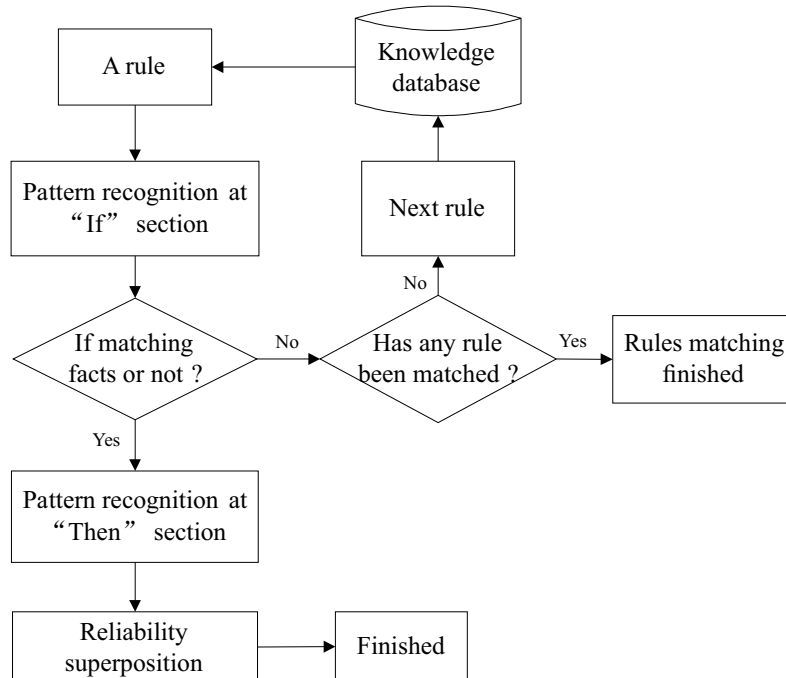 A rule
Knowledge
database
Pattern recognition at
“If” section
Next rule
No
If matching
facts or not ?
No
Has any rule
been matched ?
Yes
Rules matching
finished
Yes
Pattern recognition at
“Then” section
Reliability
superposition
Finished